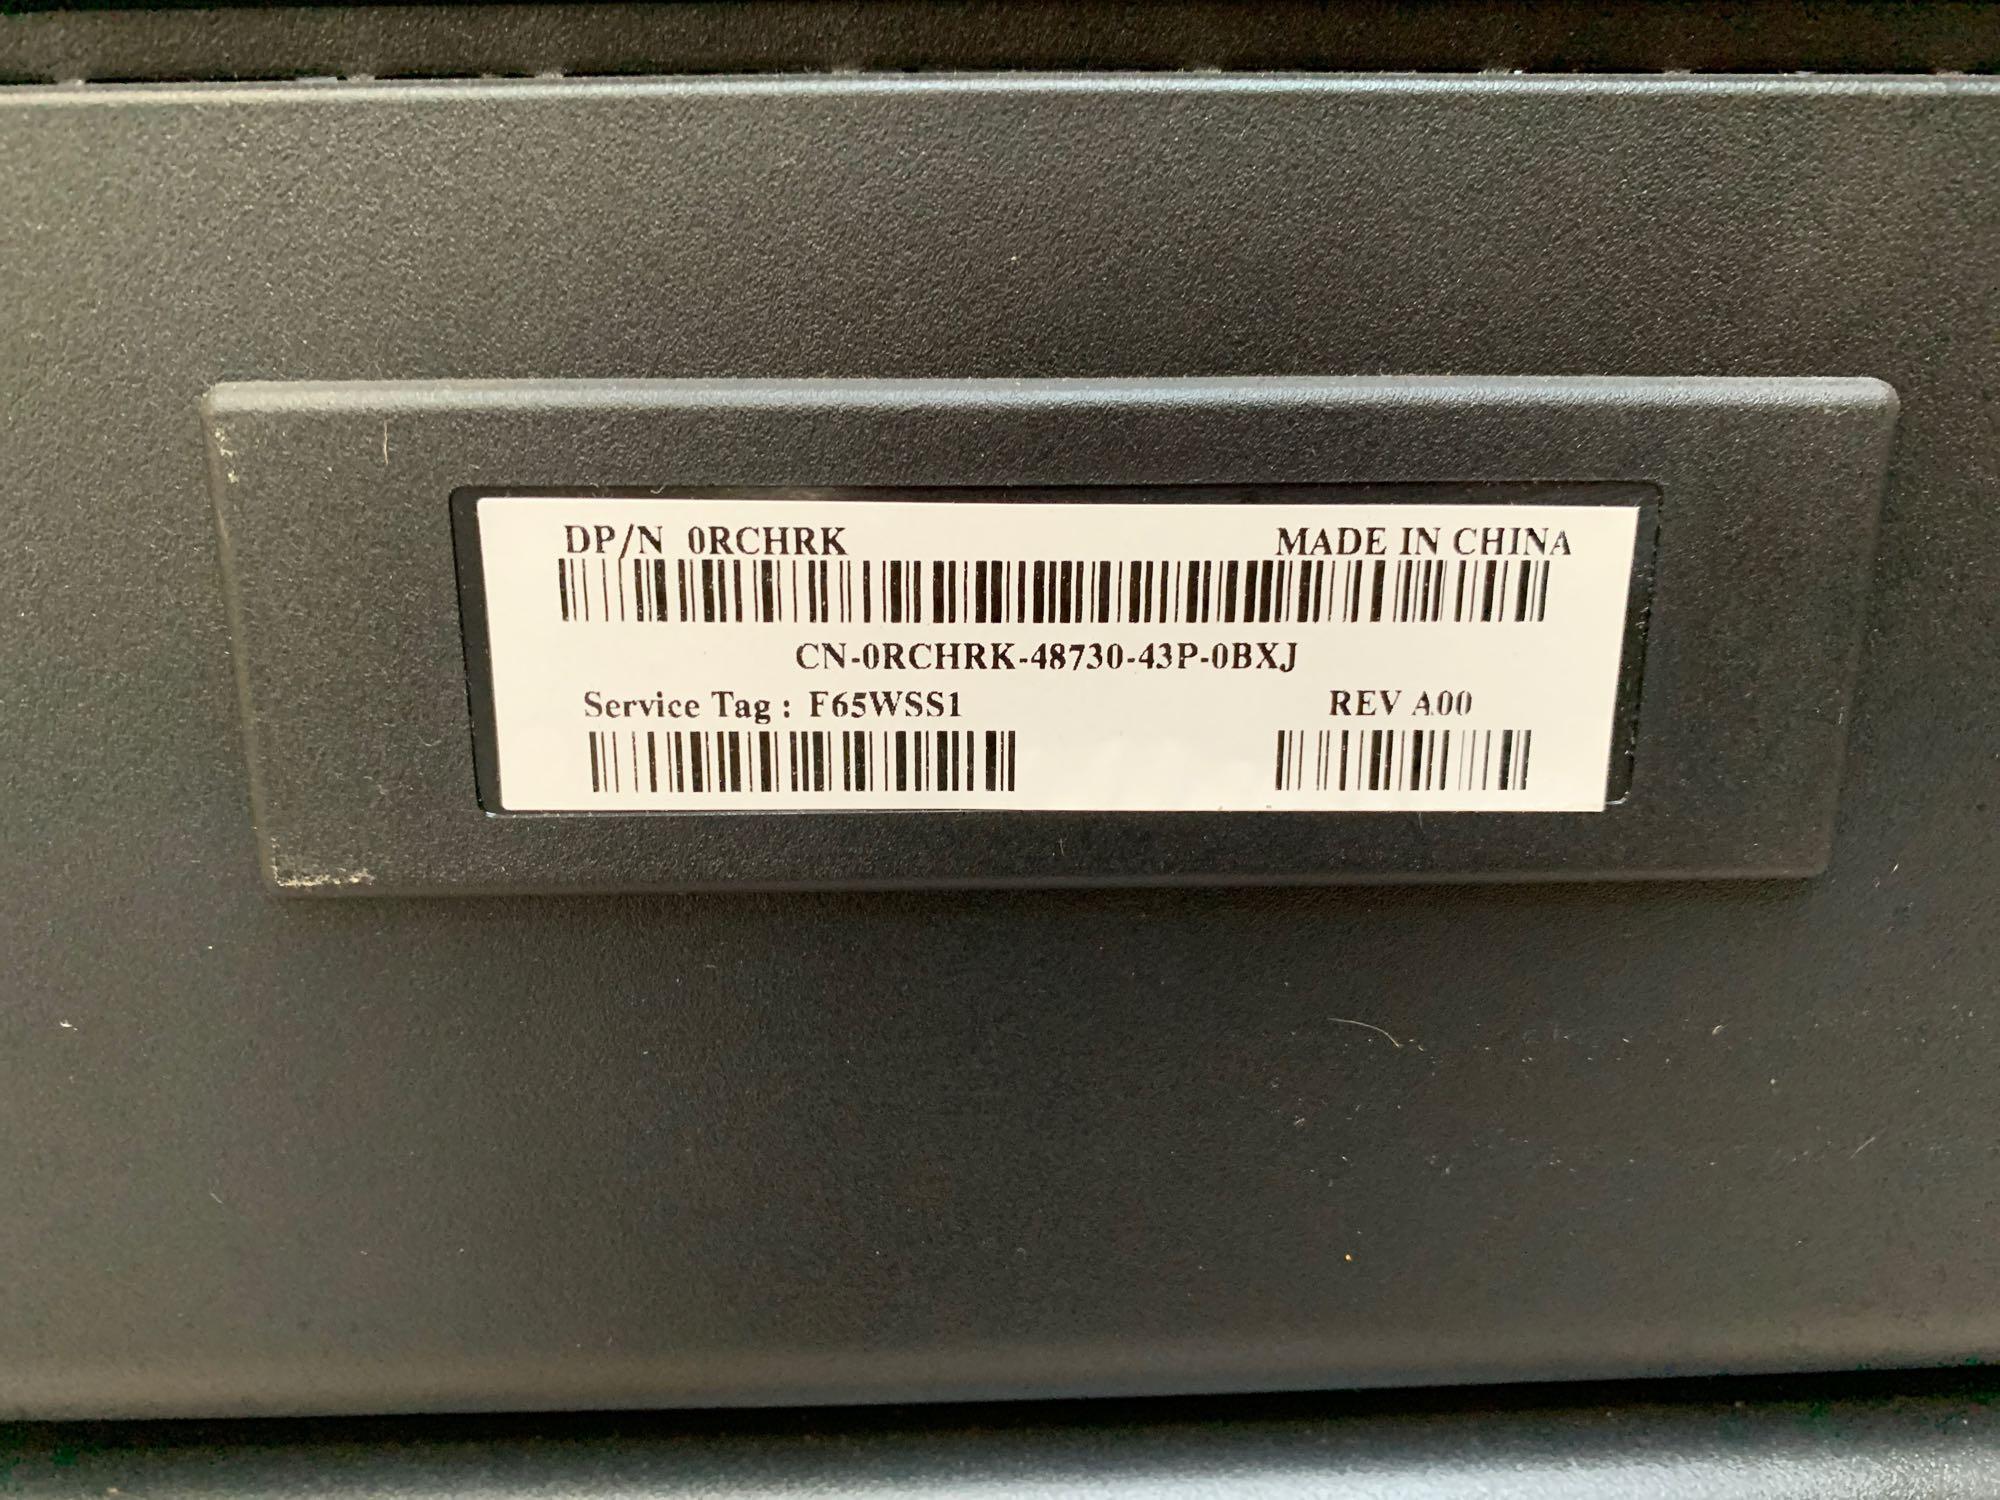 DP/N 0RCHRK MADE IN CHINA
CN-0RCHRK-48730-43P-0BXJ
Service Tag : F65WSS1 REV A00